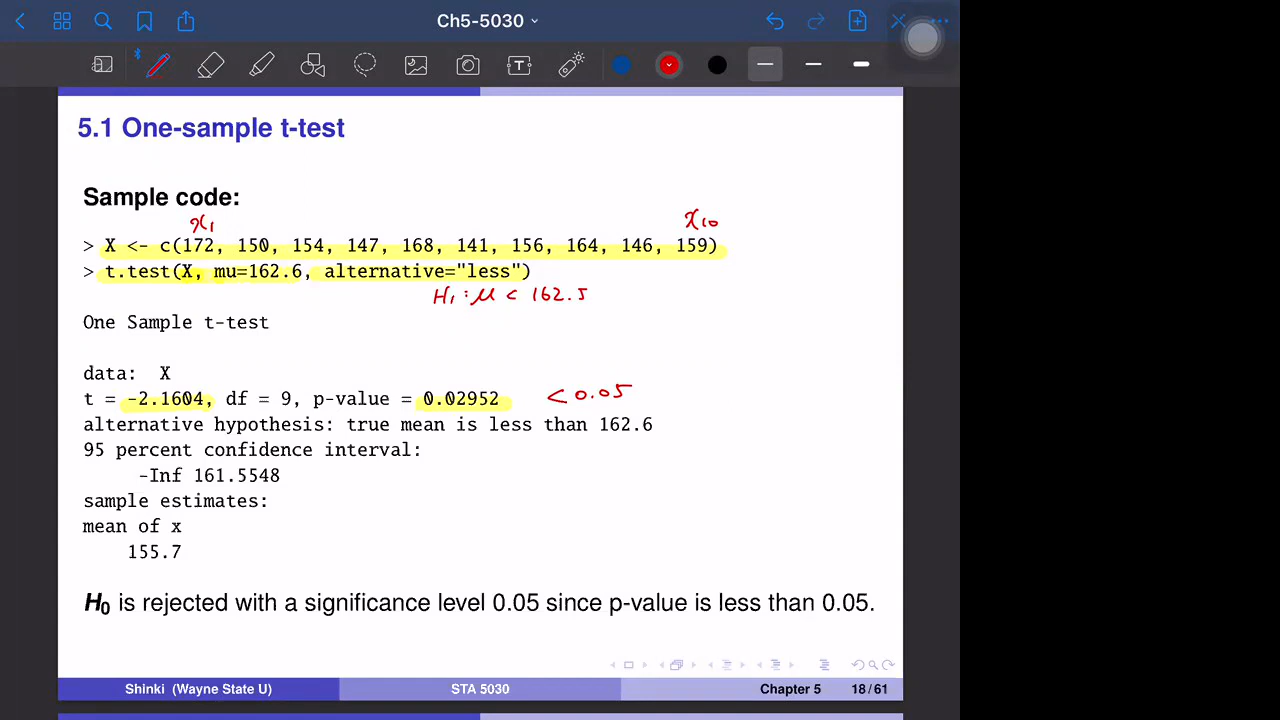 Ch5-5030
5.1 One-sample t-test
Sample code:
x₁ x₁₀
> X <- c(172, 150, 154, 147, 168, 141, 156, 164, 146, 159)
> t.test(X, mu=162.6, alternative="less")
H₁ : μ < 162.5
One Sample t-test
data: X
t = -2.1604, df = 9, p-value = 0.02952 < 0.05
alternative hypothesis: true mean is less than 162.6
95 percent confidence interval:
-Inf 161.5548
sample estimates:
mean of x
155.7
H₀ is rejected with a significance level 0.05 since p-value is less than 0.05.
Shinki (Wayne State U) STA 5030 Chapter 5 18/61